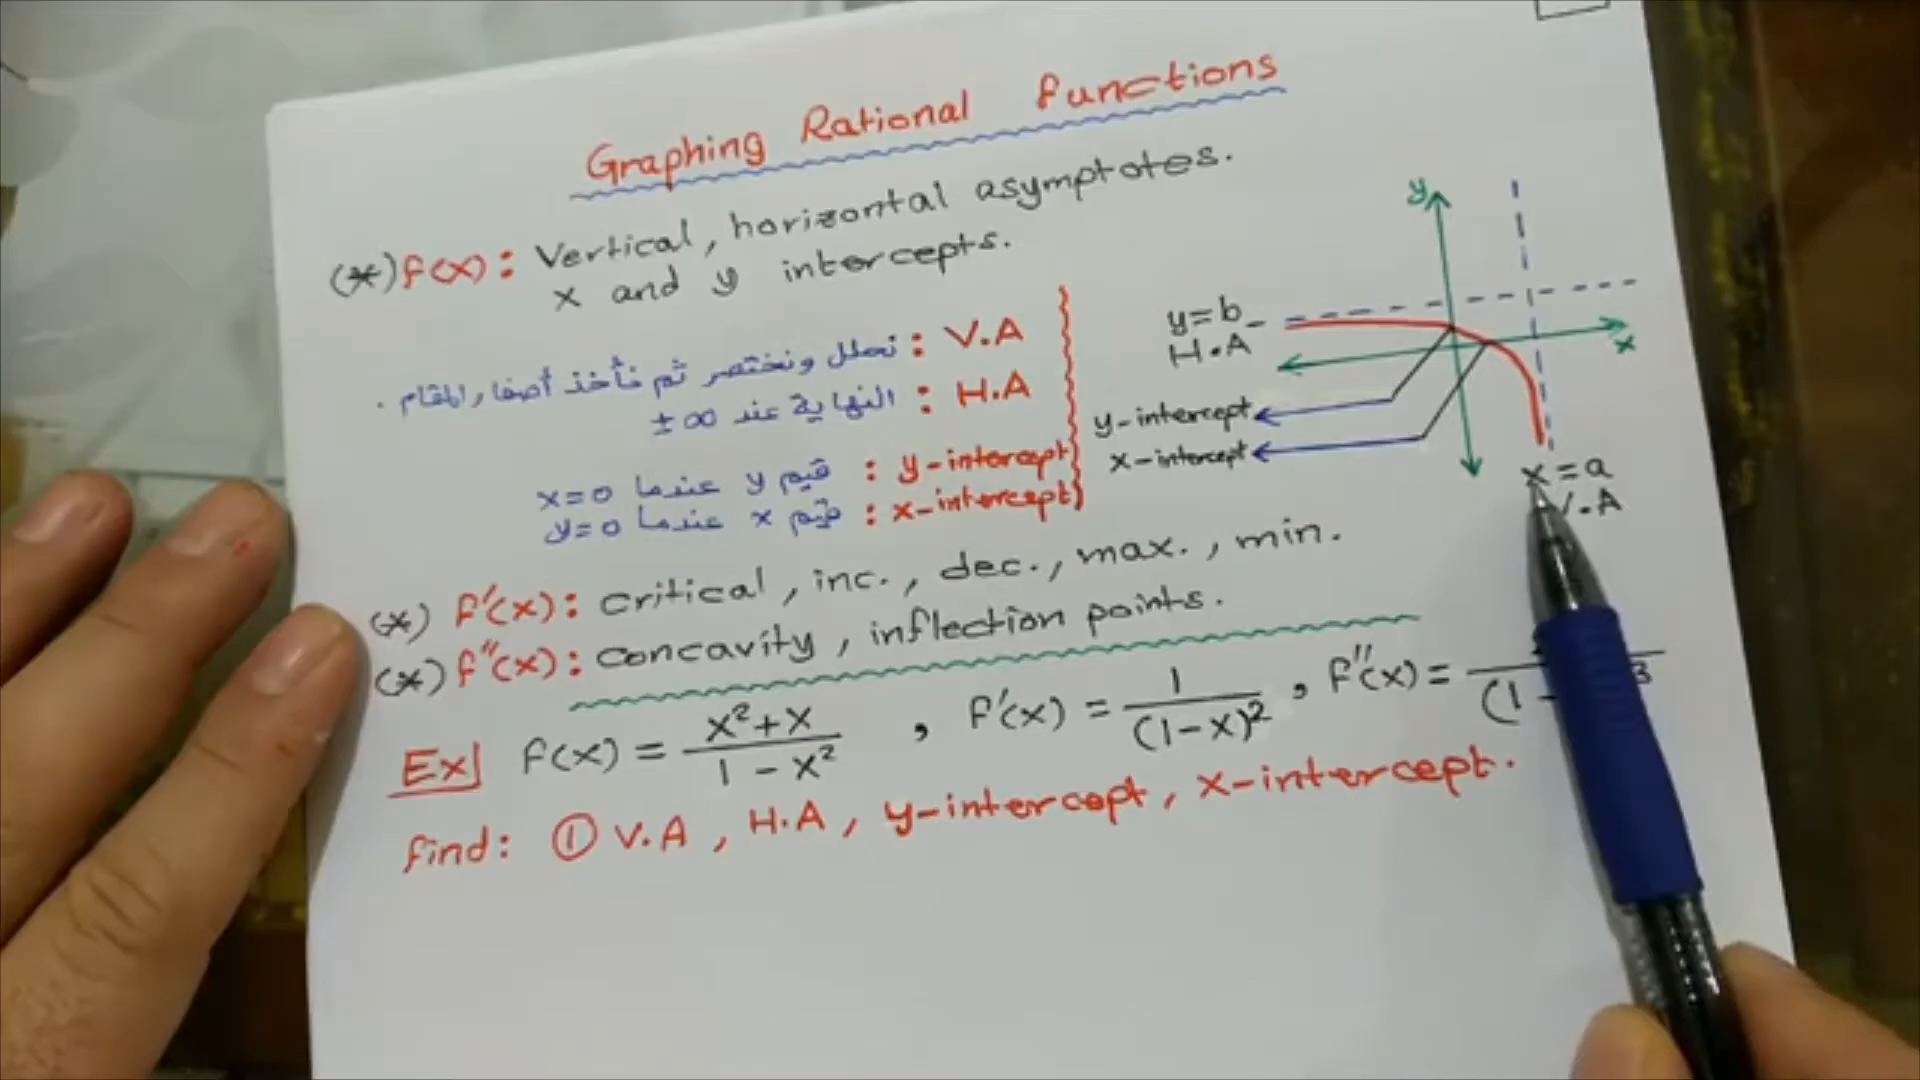 Graphing Rational functions
(*) f(x): Vertical, horizontal asymptotes.
x and y intercepts.
V.A : نحلل ونختصر ثم نأخذ أصفار المقام .
H.A : النهاية عند ±∞
y-intercept : قيم y عندما x=0
x-intercept : قيم x عندما y=0
y
x
y=b
H.A
y-intercept
x-intercept
x=a
V.A
(*) f'(x): critical, inc., dec., max., min.
(*) f"(x): concavity, inflection points.
Ex] f(x) = x²+x / 1-x² , f'(x) = 1 / (1-x)² , f"(x) = (1 - 3
find: ① V.A, H.A, y-intercept, x-intercept.